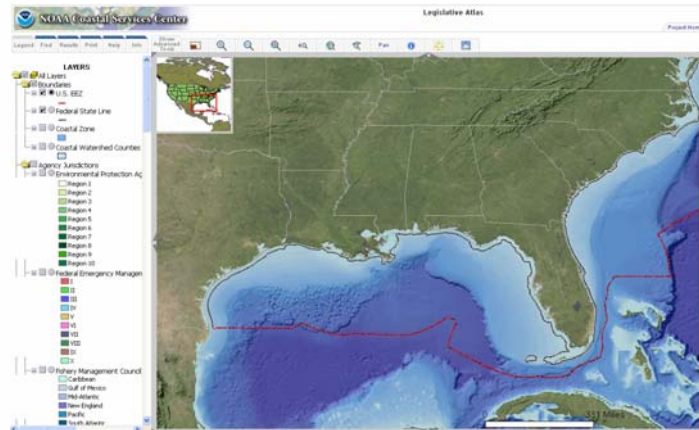 NOAA Coastal Services Center
Legislative Atlas
Project Home
Legend Find Results Print Help Info
Show Advanced Tools
Pan
LAYERS
All Layers
Boundaries
U.S. EEZ
Federal State Line
Coastal Zone
Coastal Watershed Counties
Agency Jurisdictions
Environmental Protection Ag
Region 1
Region 2
Region 3
Region 4
Region 5
Region 6
Region 7
Region 8
Region 9
Region 10
Federal Emergency Managem
I
II
III
IV
V
VI
VII
VIII
IX
X
Fishery Management Council
Caribbean
Gulf of Mexico
Mid-Atlantic
New-England
Pacific
South Atlantic
311 Miles